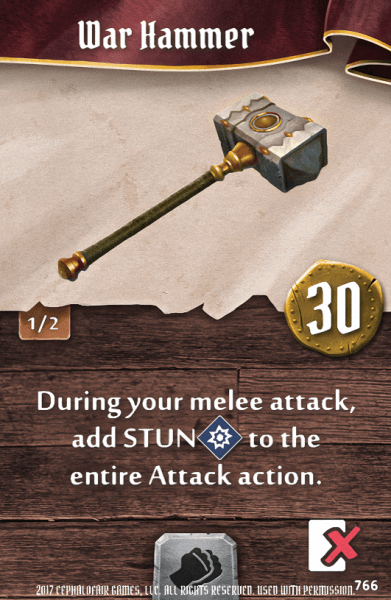 War Hammer
30
1/2
During your melee attack,
add STUN to the
entire Attack action.
2017 CEPHALOFAIR GAMES, LLC. ALL RIGHTS RESERVED. USED WITH PERMISSION.
766